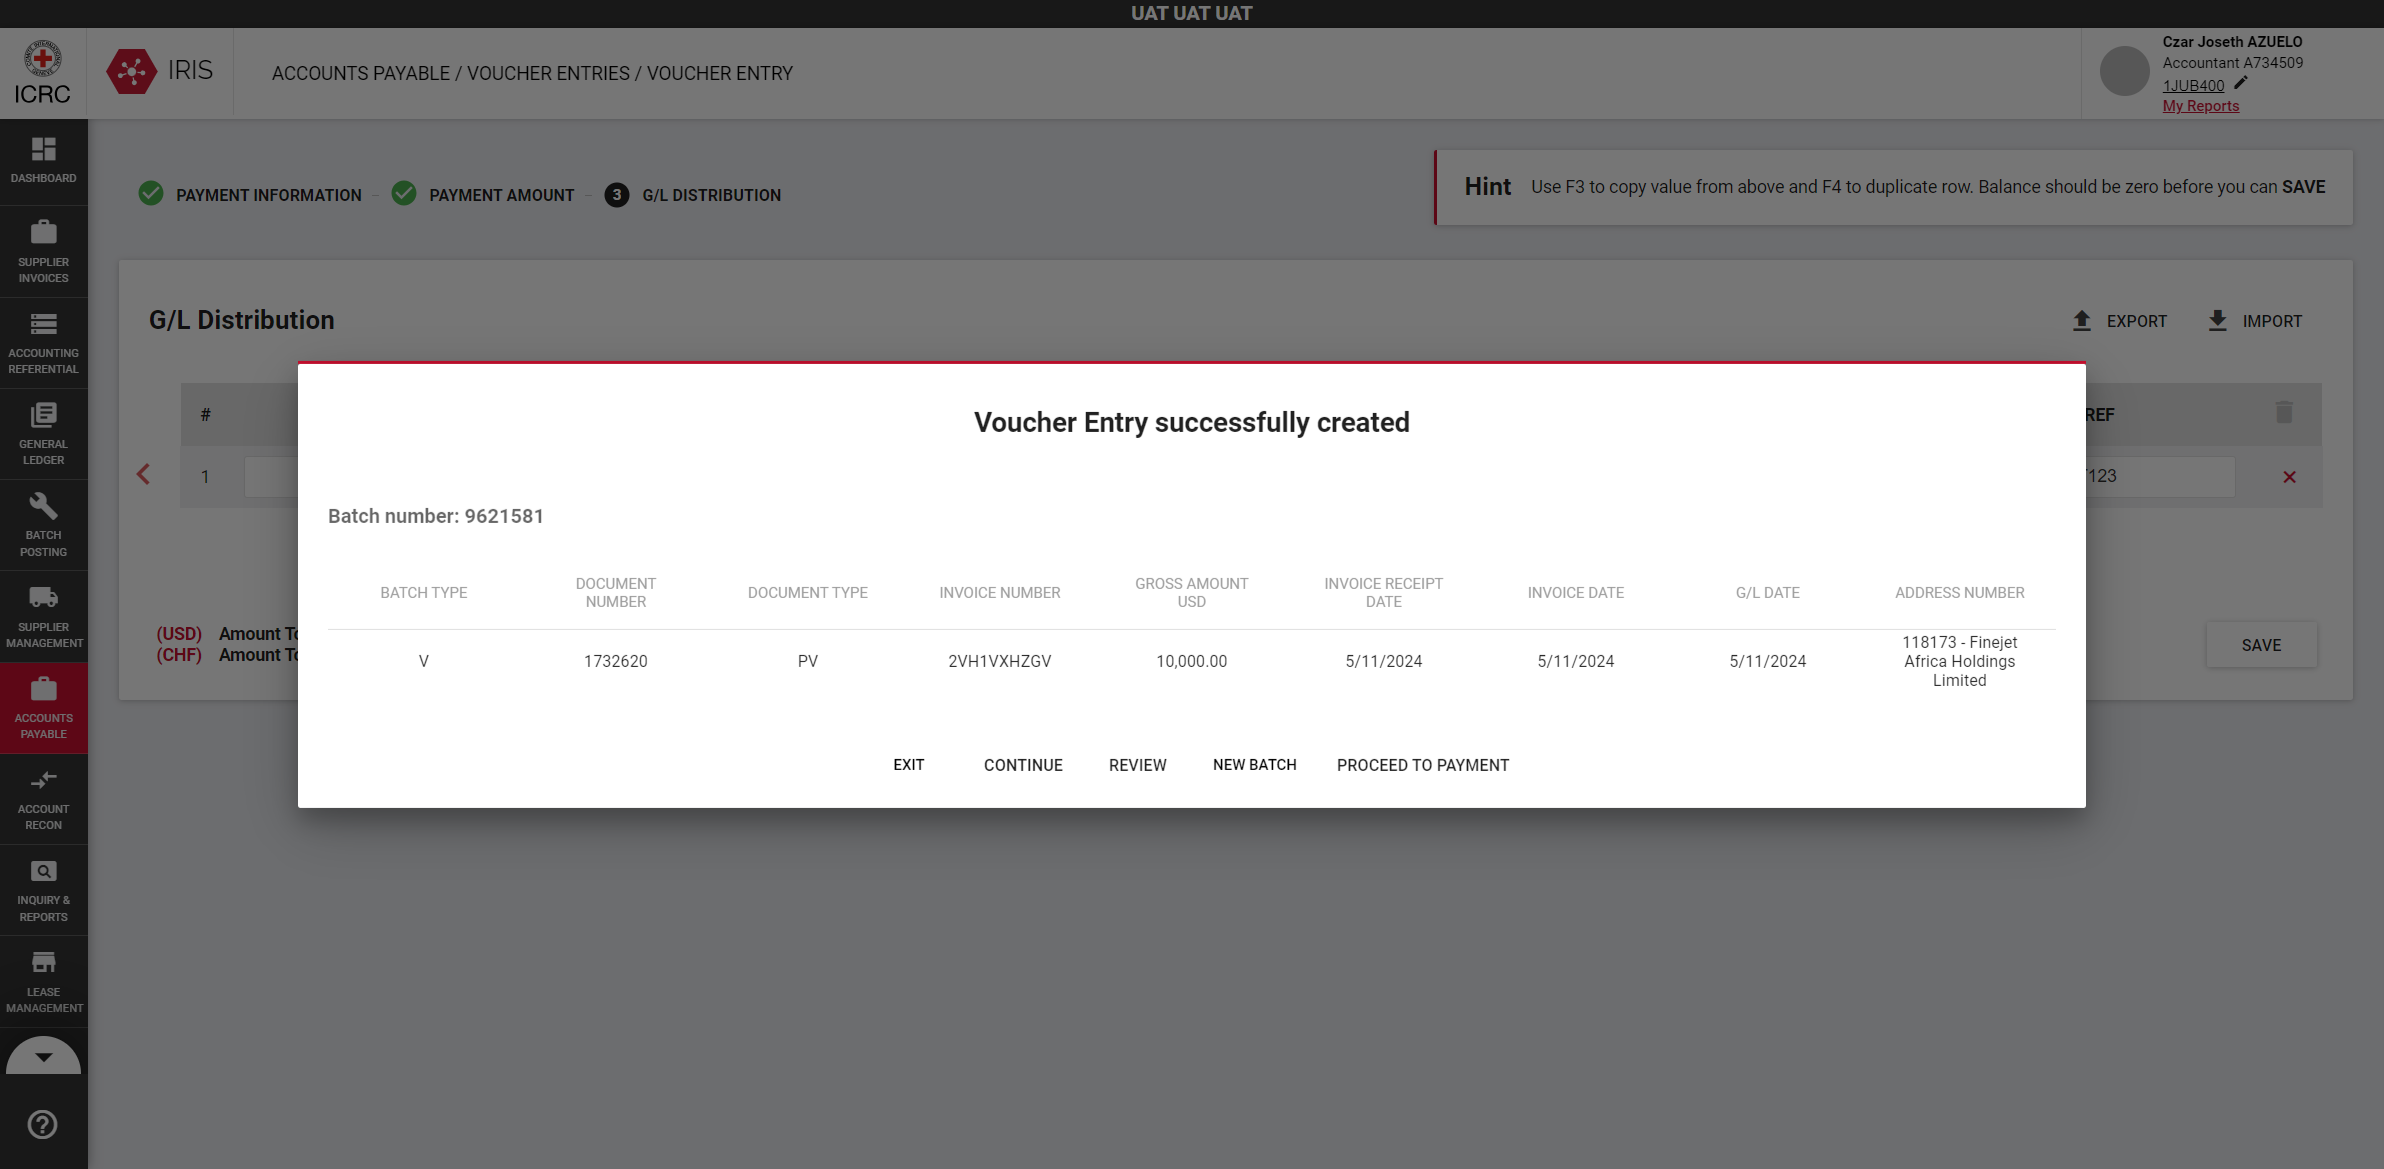 UAT UAT UAT
ICRC
IRIS
ACCOUNTS PAYABLE / VOUCHER ENTRIES / VOUCHER ENTRY
Czar Joseth AZUELO
Accountant A734509
1JUB400
My Reports
DASHBOARD
SUPPLIER
INVOICES
ACCOUNTING
REFERENTIAL
GENERAL
LEDGER
BATCH
POSTING
SUPPLIER
MANAGEMENT
ACCOUNTS
PAYABLE
ACCOUNT
RECON
INQUIRY &
REPORTS
LEASE
MANAGEMENT
PAYMENT INFORMATION
PAYMENT AMOUNT
3 G/L DISTRIBUTION
Hint Use F3 to copy value from above and F4 to duplicate row. Balance should be zero before you can SAVE
G/L Distribution
EXPORT
IMPORT
#
REF
1
123
(USD) Amount To
(CHF) Amount To
SAVE
Voucher Entry successfully created
Batch number: 9621581
BATCH TYPE
DOCUMENT
NUMBER
DOCUMENT TYPE
INVOICE NUMBER
GROSS AMOUNT
USD
INVOICE RECEIPT
DATE
INVOICE DATE
G/L DATE
ADDRESS NUMBER
V
1732620
PV
2VH1VXHZGV
10,000.00
5/11/2024
5/11/2024
5/11/2024
118173 - Finejet
Africa Holdings
Limited
EXIT
CONTINUE
REVIEW
NEW BATCH
PROCEED TO PAYMENT